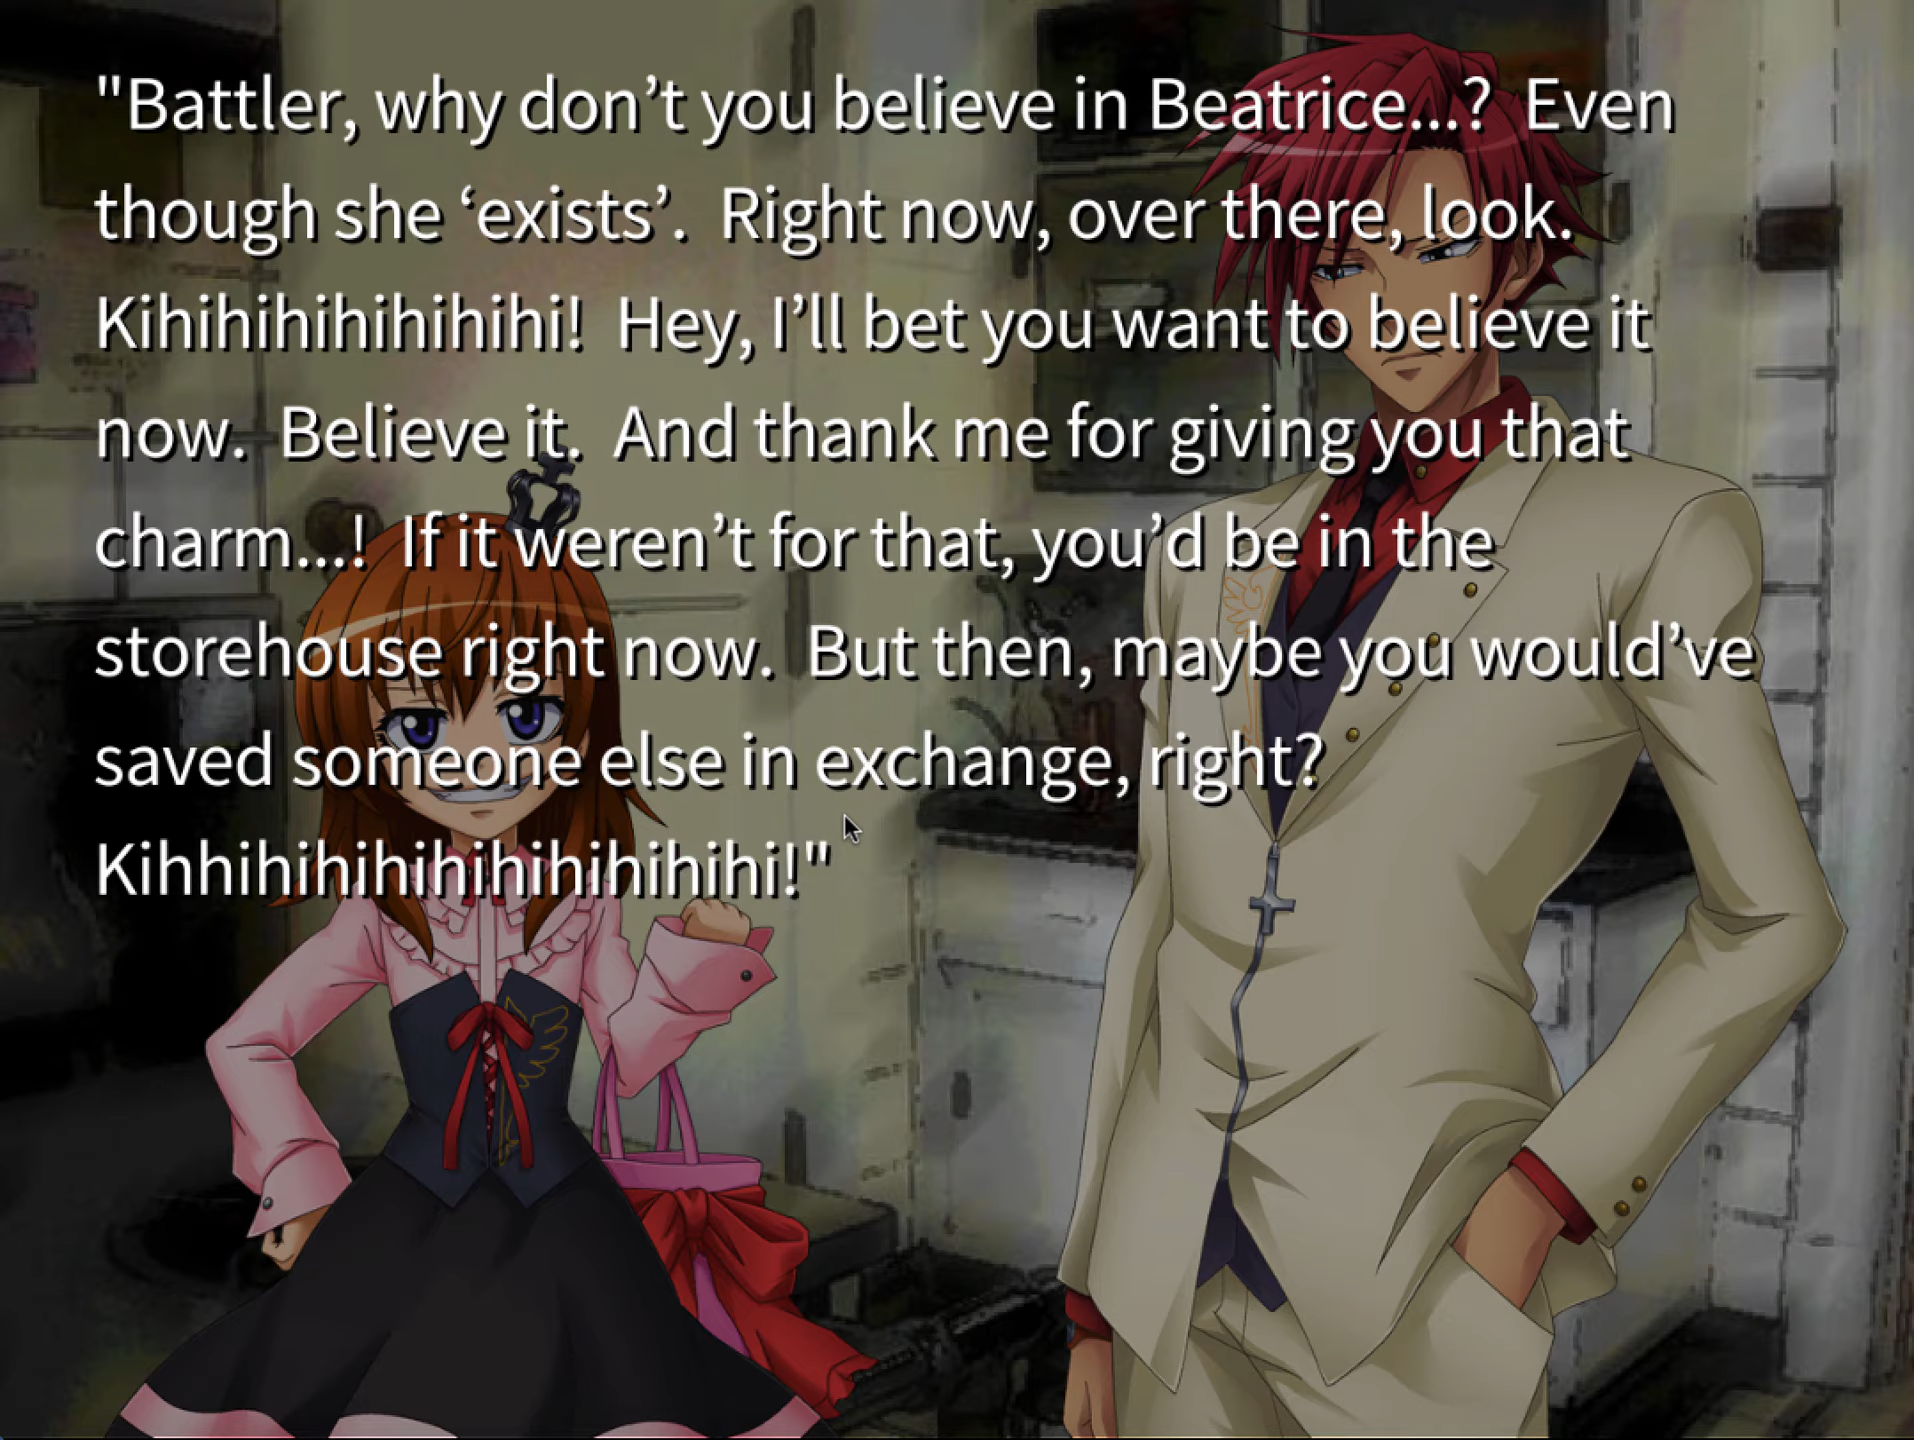 "Battler, why don’t you believe in Beatrice...?  Even
though she ‘exists’.  Right now, over there, look.
Kihihihihihihihihi!  Hey, I’ll bet you want to believe it
now.  Believe it.  And thank me for giving you that
charm...!  If it weren’t for that, you’d be in the
storehouse right now.  But then, maybe you would’ve
saved someone else in exchange, right?
Kihhihihihihihihihihihihi!"